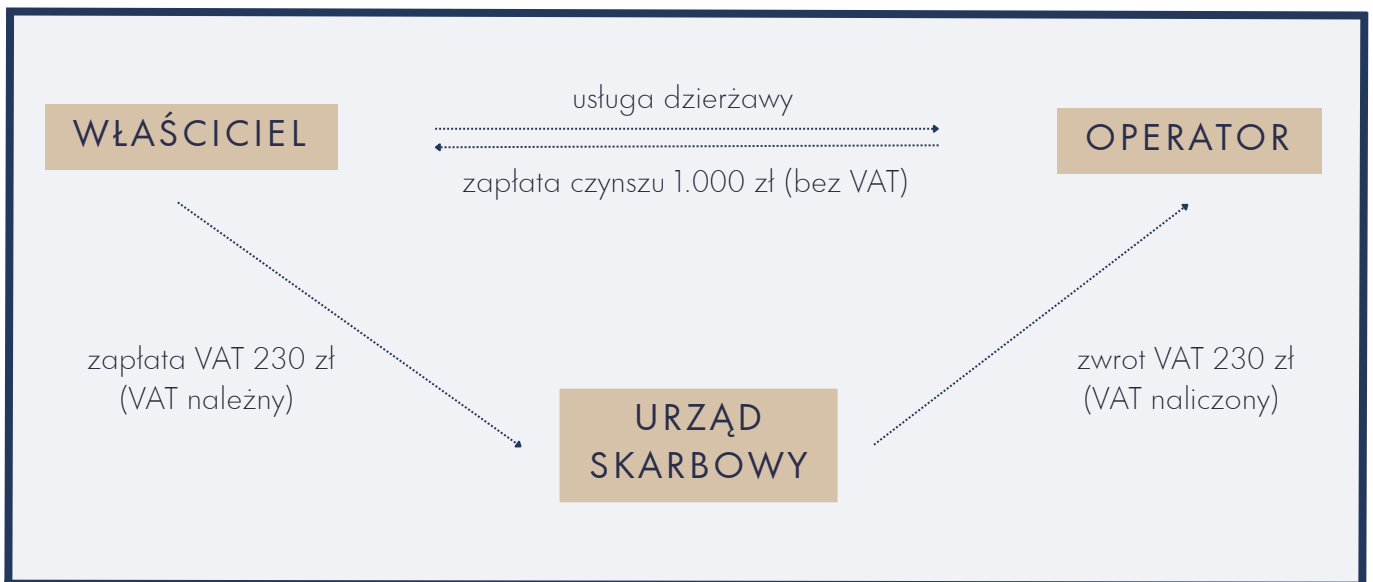 usługa dzierżawy
WŁAŚCICIEL
OPERATOR
zapłata czynszu 1.000 zł (bez VAT)
zapłata VAT 230 zł
(VAT należny)
zwrot VAT 230 zł
(VAT naliczony)
URZĄD
SKARBOWY